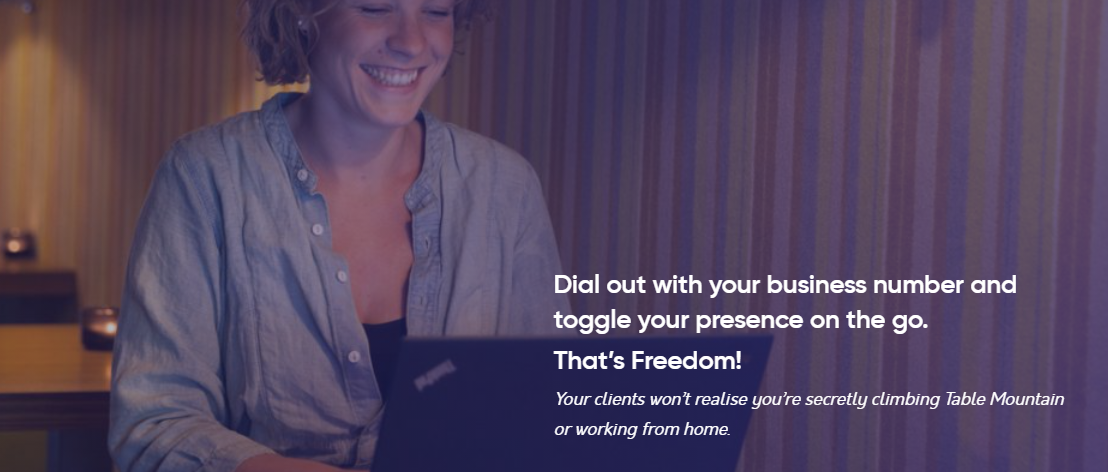 Dial out with your business number and
toggle your presence on the go.
That's Freedom!
Your clients won't realise you're secretly climbing Table Mountain
or working from home.